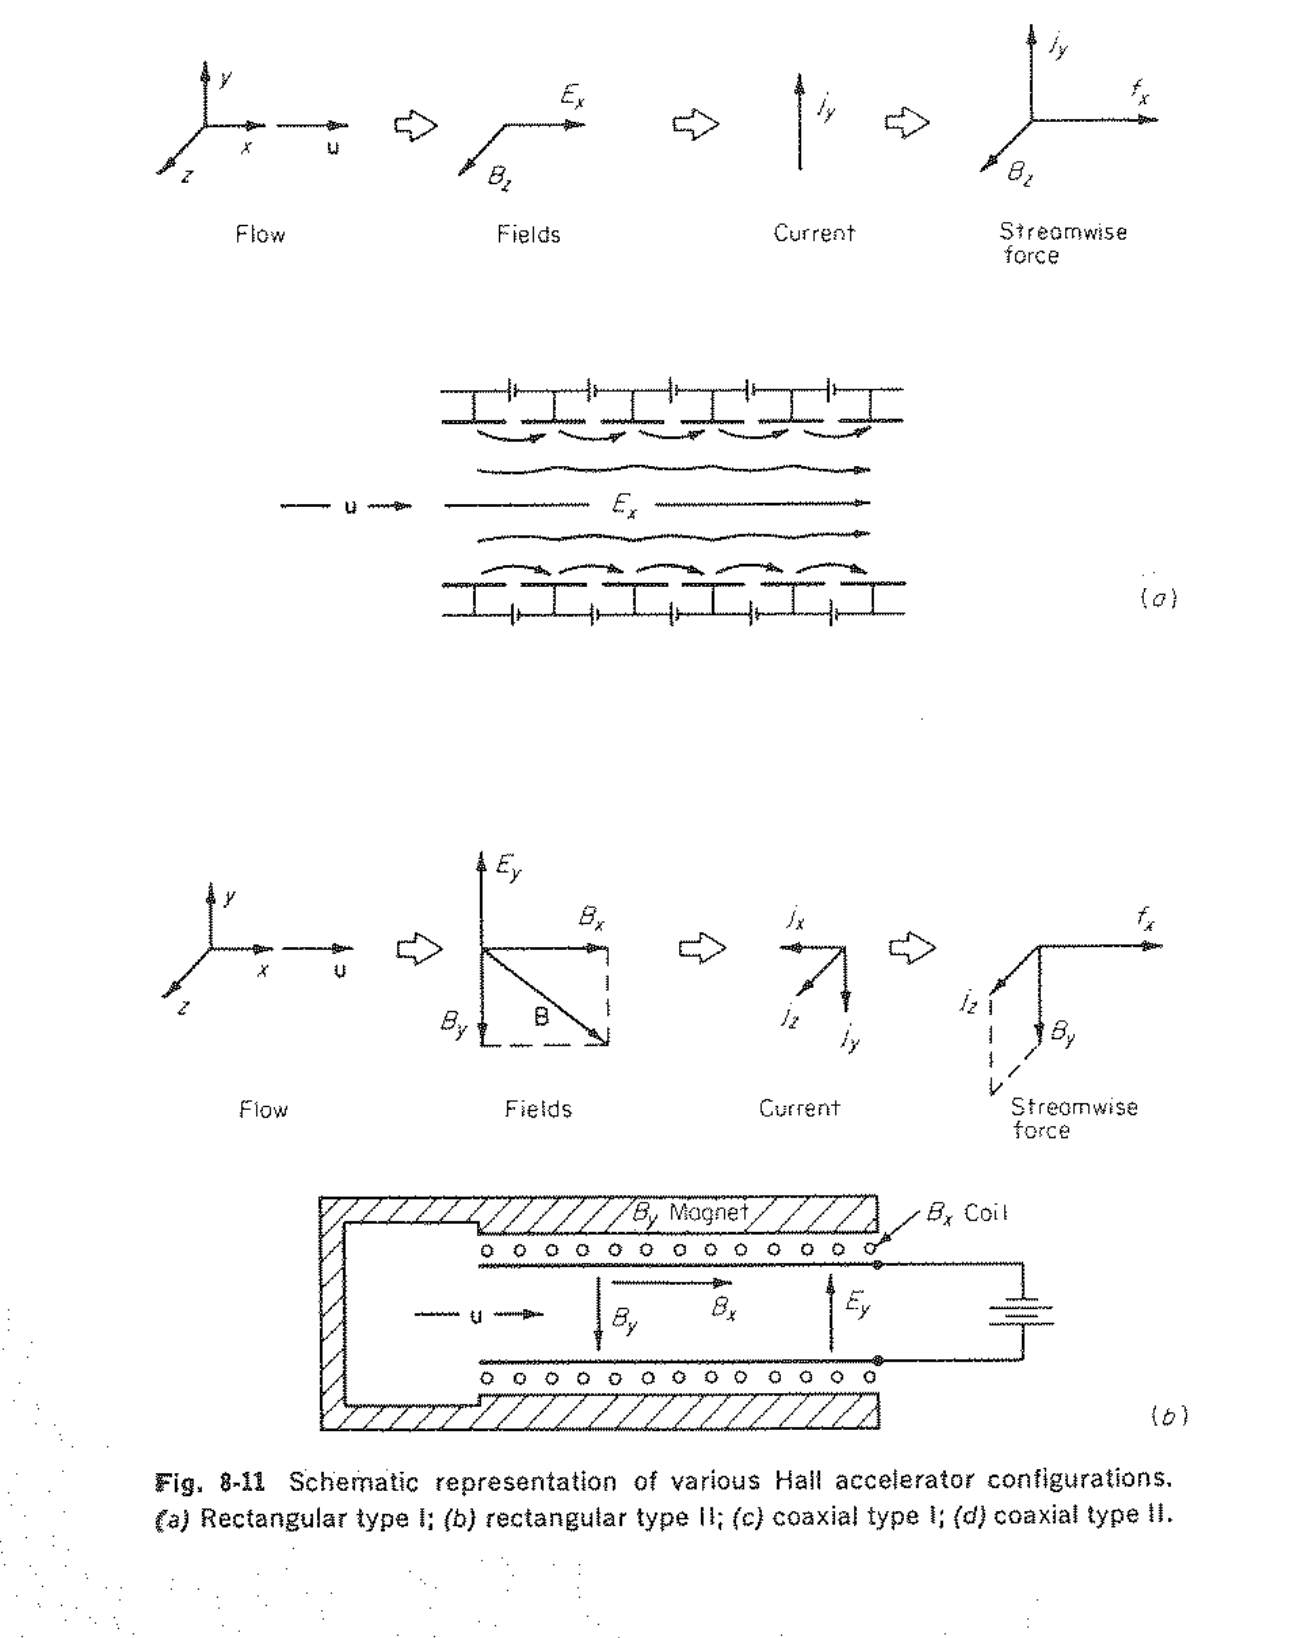 y
x
u
z
E_x
B_z
j_y
j_y
f_x
B_z
Flow
Fields
Current
Streamwise
force
u
E_x
(a)
y
x
u
z
E_y
B_x
B_y
B
j_x
j_z
j_y
f_x
j_z
B_y
Flow
Fields
Current
Streamwise
force
B_y Magnet
B_x Coil
u
B_y
B_x
E_y
(b)
Fig. 8-11 Schematic representation of various Hall accelerator configurations.
(a) Rectangular type I; (b) rectangular type II; (c) coaxial type I; (d) coaxial type II.